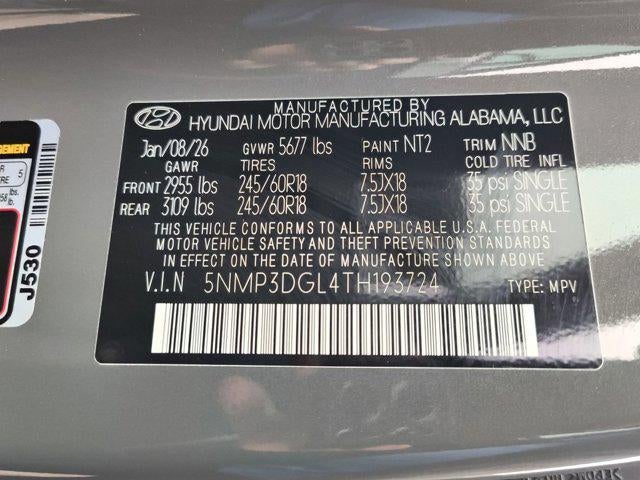 MANUFACTURED BY
HYUNDAI MOTOR MANUFACTURING ALABAMA, LLC
Jan/08/26 GVWR 5677 lbs PAINT NT2 TRIM NNB
GAWR TIRES RIMS COLD TIRE INFL
FRONT 2955 lbs 245/60R18 7.5JX18 35 psi SINGLE
REAR 3109 lbs 245/60R18 7.5JX18 35 psi SINGLE
THIS VEHICLE CONFORMS TO ALL APPLICABLE U.S.A. FEDERAL
MOTOR VEHICLE SAFETY AND THEFT PREVENTION STANDARDS
IN EFFECT ON THE DATE OF MANUFACTURE SHOWN ABOVE
V.I.N 5NMP3DGL4TH193724 TYPE: MPV
5
lbs.
lb.
J530